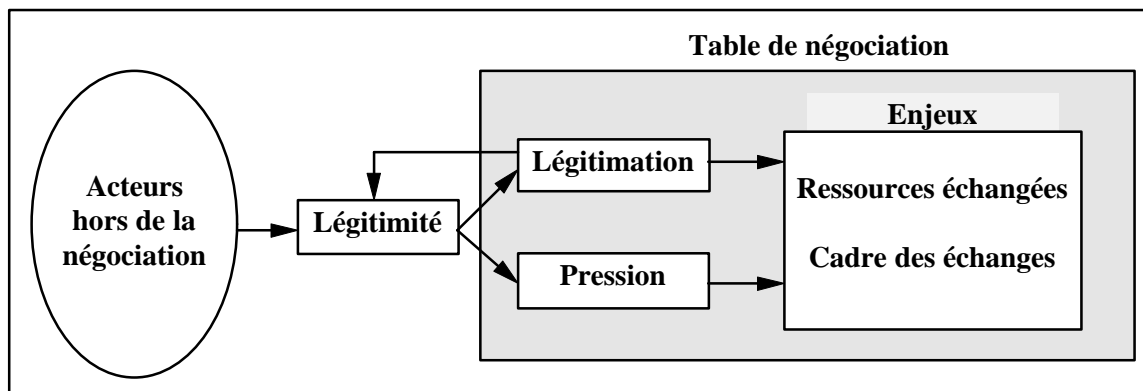 Table de négociation
Enjeux
Acteurs
hors de la
négociation
Légitimité
Légitimation
Pression
Ressources échangées
Cadre des échanges